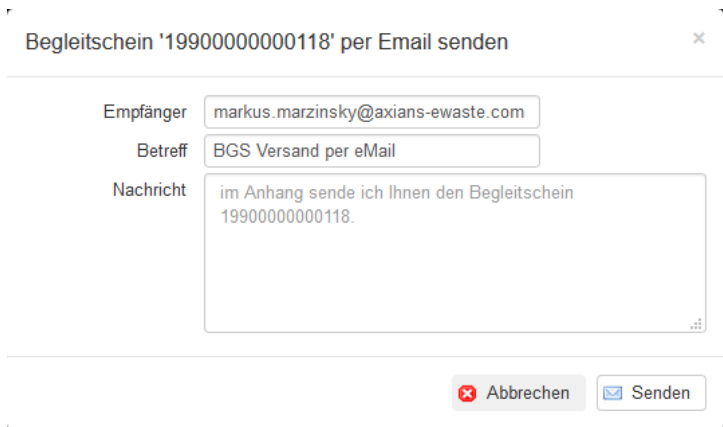 Begleitschein '19900000000118' per Email senden ×
Empfänger markus.marzinsky@axians-ewaste.com
Betreff BGS Versand per eMail
Nachricht im Anhang sende ich Ihnen den Begleitschein
19900000000118.
Abbrechen Senden